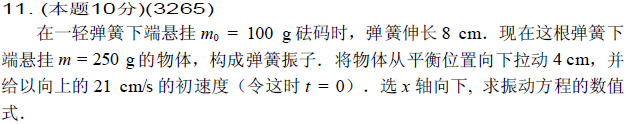 11. (本题10分)(3265)
在一轻弹簧下端悬挂 m₀ = 100 g 砝码时，弹簧伸长 8 cm．现在这根弹簧下
端悬挂 m = 250 g 的物体，构成弹簧振子．将物体从平衡位置向下拉动 4 cm，并
给以向上的 21 cm/s 的初速度（令这时 t = 0）．选 x 轴向下, 求振动方程的数值
式．